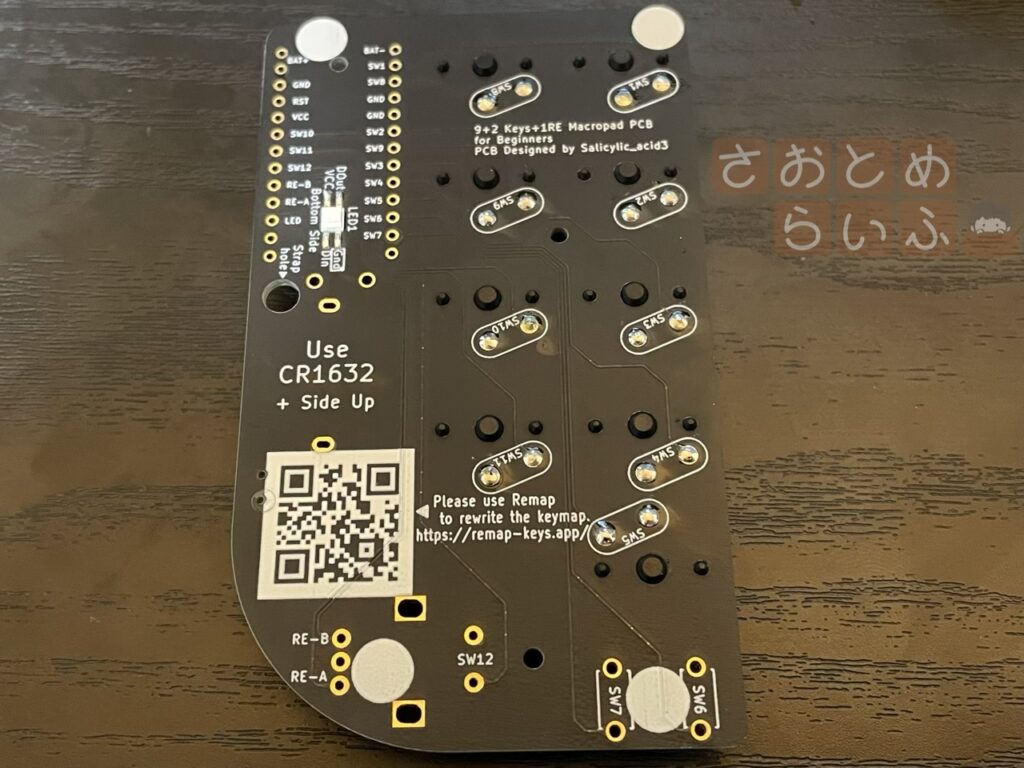 BAT+
GND
RST
VCC
SW10
SW11
SW12
RE-B
RE-A
LED
BAT-
SW1
SW8
GND
GND
SW2
SW9
SW3
SW4
SW5
SW6
SW7
DOut
VCC
LED1
Bottom Side
Gnd
DIn
Strap
hole
SW8
SW1
9+2 Keys+1RE Macropad PCB
for Beginners
PCB Designed by Salicylic_acid3
SW9
SW2
さおとめ
らいふ
SW10
SW3
Use
CR1632
+ Side Up
SW11
SW4
Please use Remap
to rewrite the keymap.
https://remap-keys.app/
SW5
RE-B
RE-A
SW12
SW7
SW6